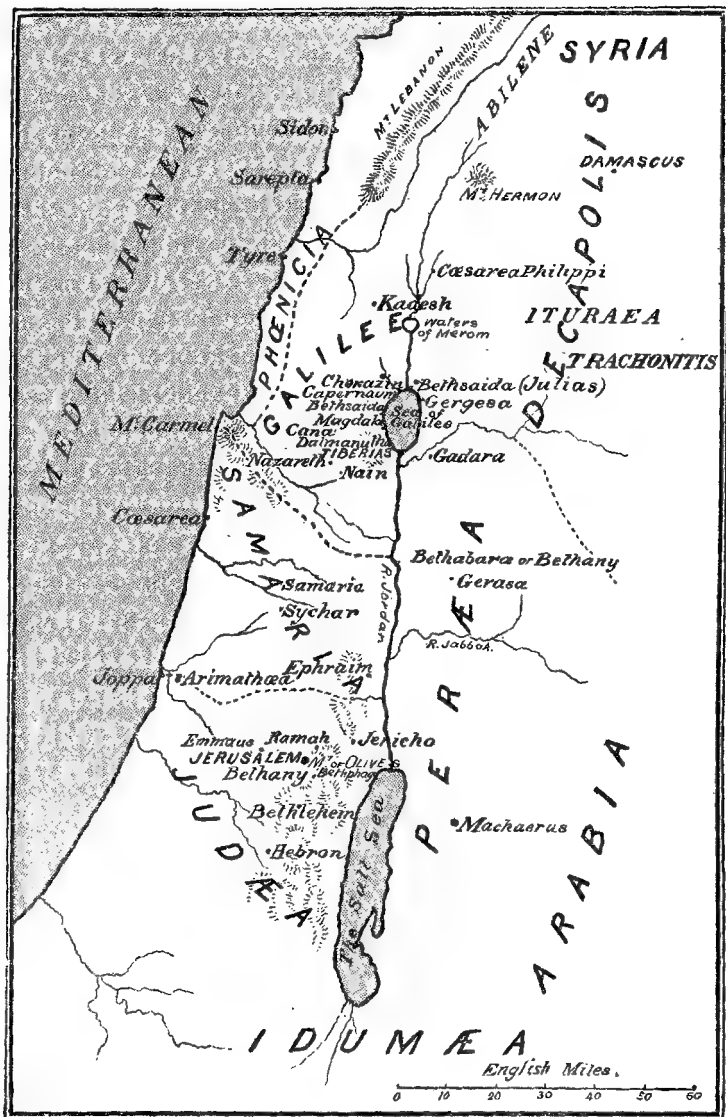 SYRIA
MT LEBANON
ABILENE
Sidon
DAMASCUS
Sarepta
MT HERMON
MEDITERRANEAN
DECAPOLIS
Tyre
PHŒNICIA
Cæsarea Philippi
Kadesh
ITURAEA
GALILEE
Waters
of Merom
TRACHONITIS
Chorazin
Bethsaida (Julias)
Capernaum
Gergesa
Bethsaida
Sea of
Galilee
Magdala
Mt Carmel
Cana
Dalmanutha
TIBERIAS
Nazareth
Gadara
Nain
SAMARIA
Cæsarea
Bethabara or Bethany
Gerasa
Samaria
R. Jordan
Sychar
PERÆA
R. Jabbok.
Ephraim
Joppa
Arimathæa
Emmaus
Ramah
Jericho
JERUSALEM
MT OF OLIVES
Bethany
Bethphage
ARABIA
JUDÆA
Bethlehem
The Salt Sea
Machaerus
Hebron
IDUMÆA
English Miles.
0 10 20 30 40 50 60